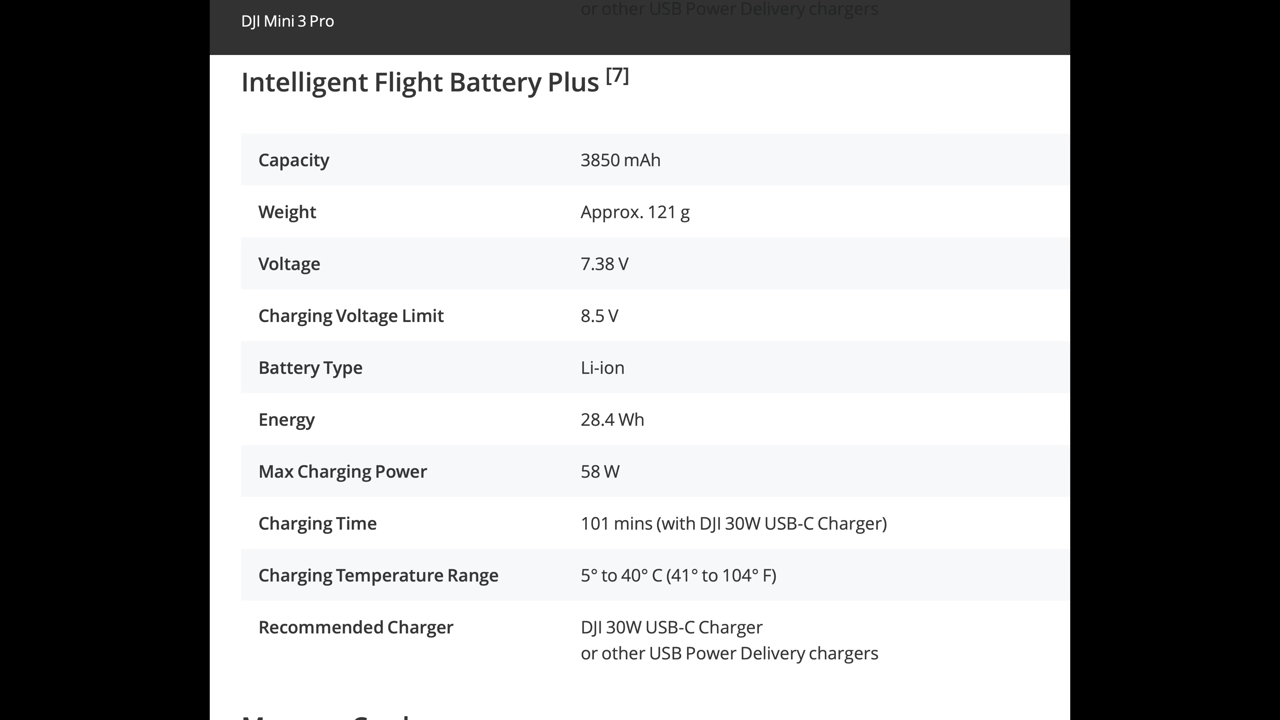 or other USB Power Delivery chargers
DJI Mini 3 Pro
Intelligent Flight Battery Plus [7]
Capacity 3850 mAh
Weight Approx. 121 g
Voltage 7.38 V
Charging Voltage Limit 8.5 V
Battery Type Li-ion
Energy 28.4 Wh
Max Charging Power 58 W
Charging Time 101 mins (with DJI 30W USB-C Charger)
Charging Temperature Range 5° to 40° C (41° to 104° F)
Recommended Charger DJI 30W USB-C Charger
or other USB Power Delivery chargers